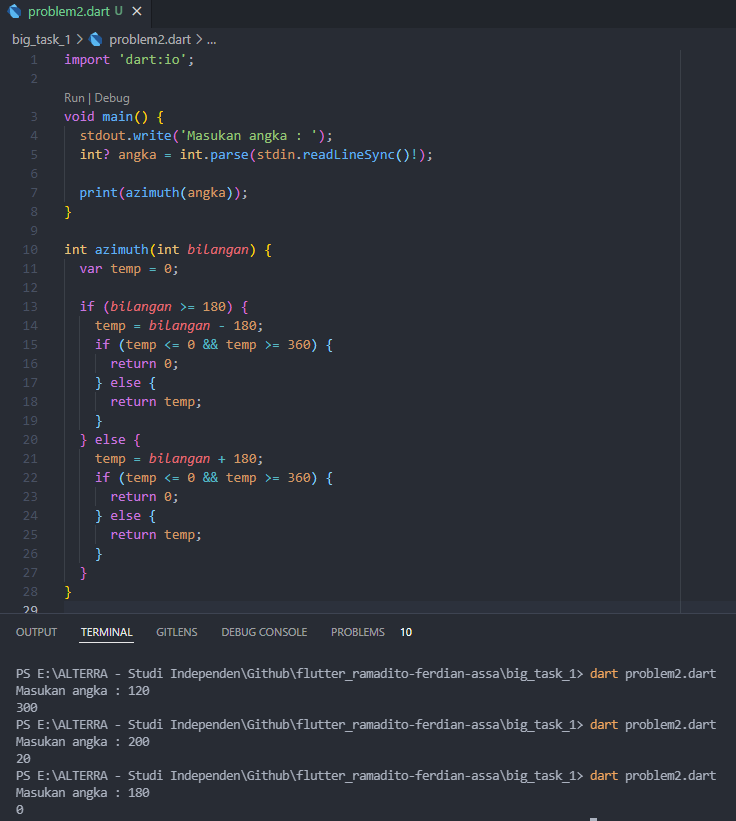 problem2.dart U ×
big_task_1 > problem2.dart > ...
1 import 'dart:io';
2
Run | Debug
3 void main() {
4 stdout.write('Masukan angka : ');
5 int? angka = int.parse(stdin.readLineSync()!);
6
7 print(azimuth(angka));
8 }
9
10 int azimuth(int bilangan) {
11 var temp = 0;
12
13 if (bilangan >= 180) {
14 temp = bilangan - 180;
15 if (temp <= 0 && temp >= 360) {
16 return 0;
17 } else {
18 return temp;
19 }
20 } else {
21 temp = bilangan + 180;
22 if (temp <= 0 && temp >= 360) {
23 return 0;
24 } else {
25 return temp;
26 }
27 }
28 }
29
OUTPUT TERMINAL GITLENS DEBUG CONSOLE PROBLEMS 10
PS E:\ALTERRA - Studi Independen\Github\flutter_ramadito-ferdian-assa\big_task_1> dart problem2.dart
Masukan angka : 120
300
PS E:\ALTERRA - Studi Independen\Github\flutter_ramadito-ferdian-assa\big_task_1> dart problem2.dart
Masukan angka : 200
20
PS E:\ALTERRA - Studi Independen\Github\flutter_ramadito-ferdian-assa\big_task_1> dart problem2.dart
Masukan angka : 180
0